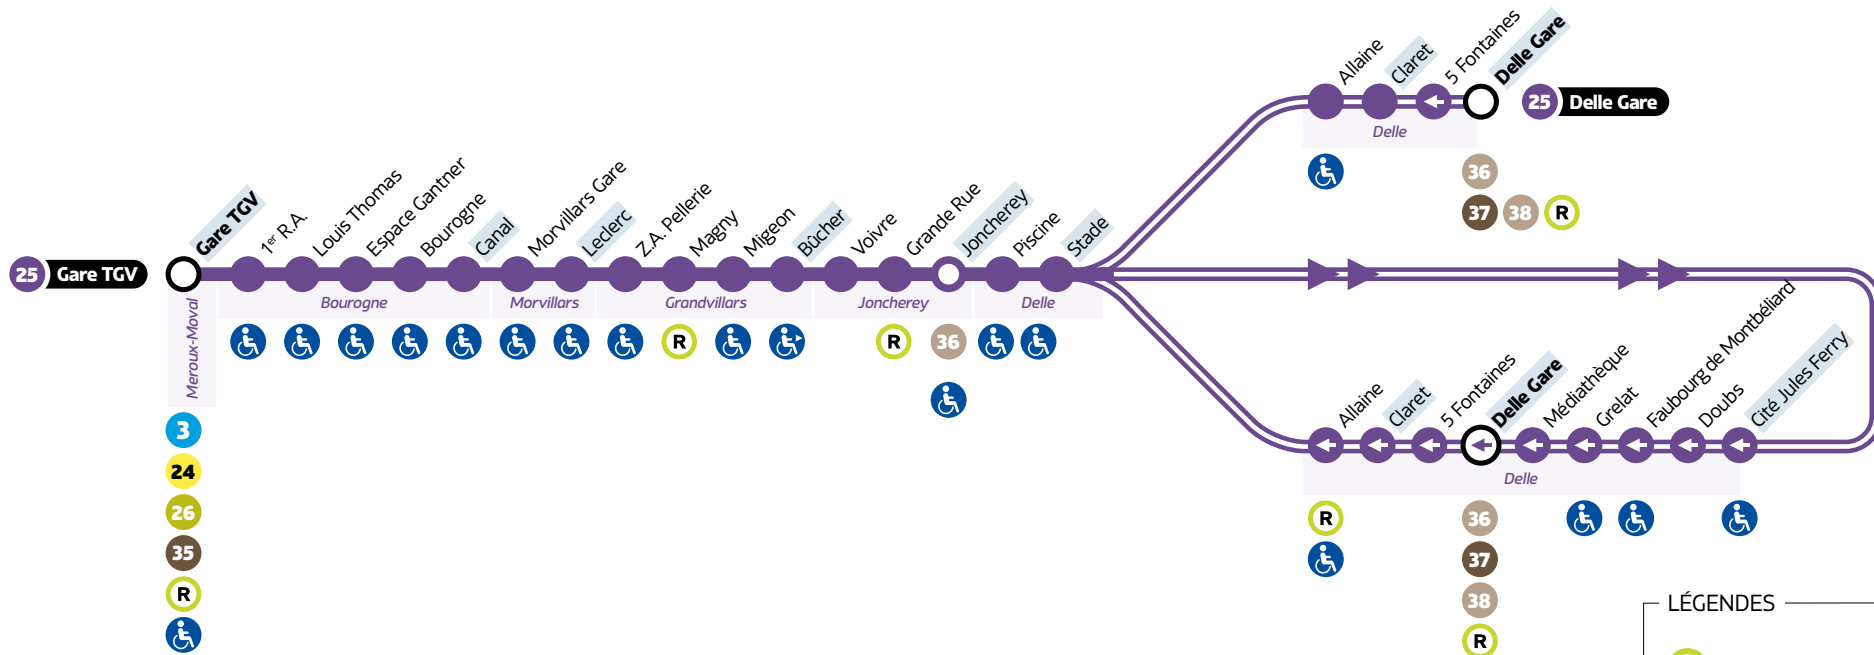 Allaine
Claret
5 Fontaines
Delle Gare
25 Delle Gare
Delle
36
37 38 R
25 Gare TGV
Gare TGV
1er R.A.
Louis Thomas
Espace Gantner
Bourogne
Canal
Morvillars Gare
Leclerc
Z.A. Pellerie
Magny
Migeon
Bûcher
Voivre
Grande Rue
Joncherey
Piscine
Stade
Meroux-Moval
Bourogne
Morvillars
Grandvillars
Joncherey
Delle
R
R
36
3
24
26
35
R
Allaine
Claret
5 Fontaines
Delle Gare
Médiathèque
Grelat
Faubourg de Montbéliard
Doubs
Cité Jules Ferry
Delle
R
36
37
38
R
LÉGENDES